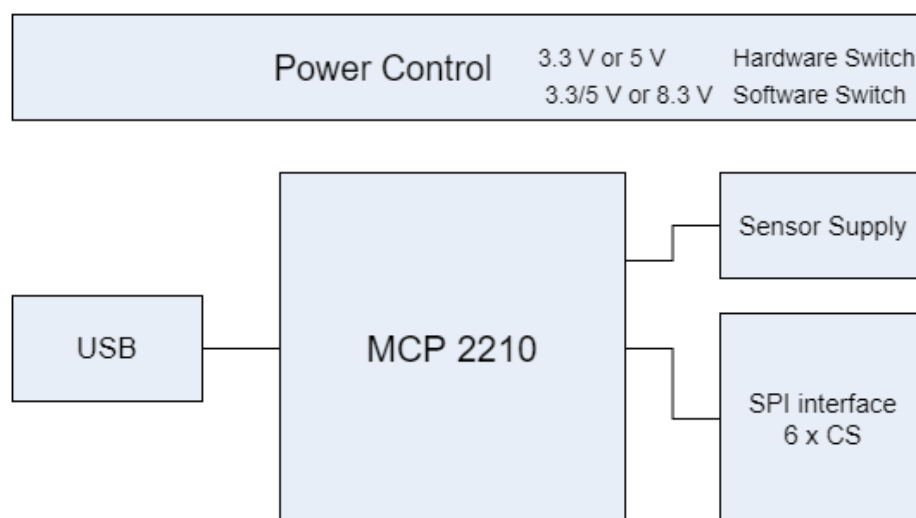 Power Control
3.3 V or 5 V Hardware Switch
3.3/5 V or 8.3 V Software Switch
Sensor Supply
USB
MCP 2210
SPI interface
6 x CS